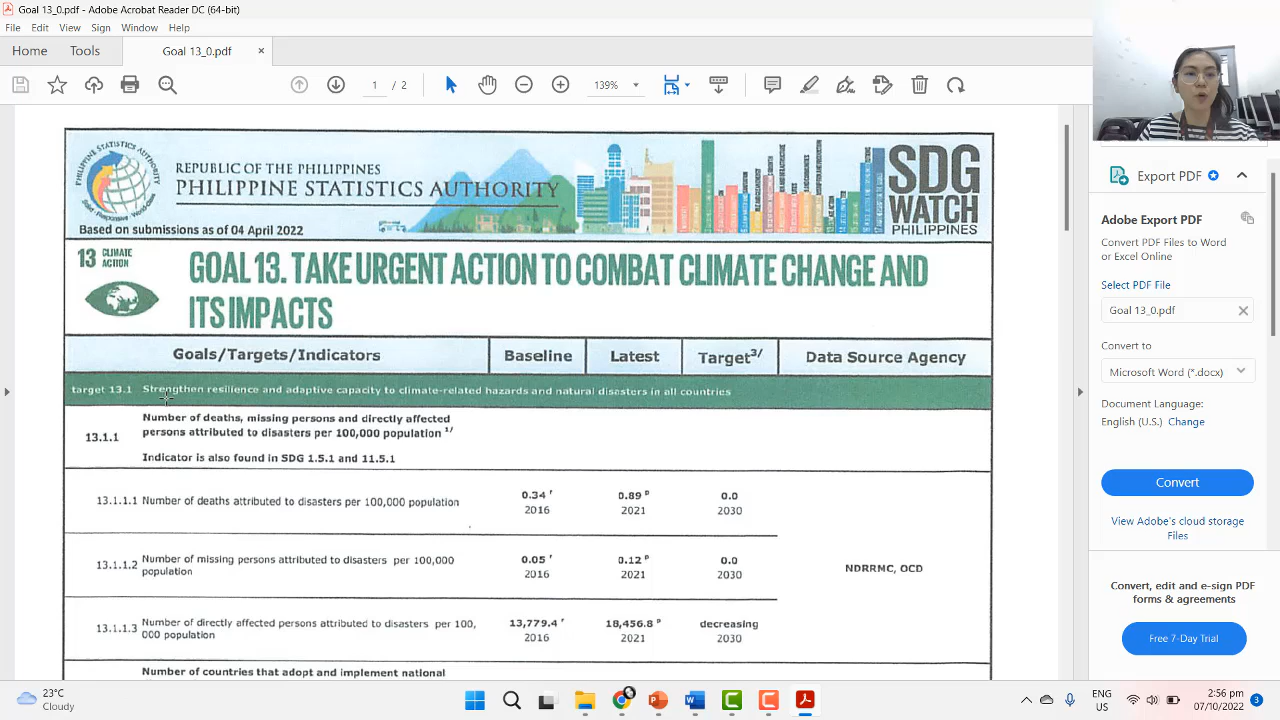 Goal 13_0.pdf - Adobe Acrobat Reader DC (64-bit)
File Edit View Sign Window Help
Home Tools Goal 13_0.pdf ×
1 / 2 139%
PHILIPPINE STATISTICS AUTHORITY
REPUBLIC OF THE PHILIPPINES
PHILIPPINE STATISTICS AUTHORITY
Based on submissions as of 04 April 2022
SDG
WATCH
PHILIPPINES
13 CLIMATE
ACTION
GOAL 13. TAKE URGENT ACTION TO COMBAT CLIMATE CHANGE AND
ITS IMPACTS
Goals/Targets/Indicators Baseline Latest Target3/ Data Source Agency
target 13.1 Strengthen resilience and adaptive capacity to climate-related hazards and natural disasters in all countries
13.1.1 Number of deaths, missing persons and directly affected
persons attributed to disasters per 100,000 population 1/
Indicator is also found in SDG 1.5.1 and 11.5.1
13.1.1.1 Number of deaths attributed to disasters per 100,000 population 0.34 r 0.89 p 0.0
2016 2021 2030
13.1.1.2 Number of missing persons attributed to disasters per 100,000
population
0.05 r 0.12 p 0.0
2016 2021 2030
NDRRMC, OCD
13.1.1.3 Number of directly affected persons attributed to disasters per 100,
000 population
13,779.4 r 18,456.8 p decreasing
2016 2021 2030
Number of countries that adopt and implement national
Export PDF
Adobe Export PDF
Convert PDF Files to Word
or Excel Online
Select PDF File
Goal 13_0.pdf
Convert to
Microsoft Word (*.docx)
Document Language:
English (U.S.) Change
Convert
View Adobe's cloud storage
Files
Convert, edit and e-sign PDF
forms & agreements
Free 7-Day Trial
23°C
ENG
US
2:56 pm
07/10/2022
3